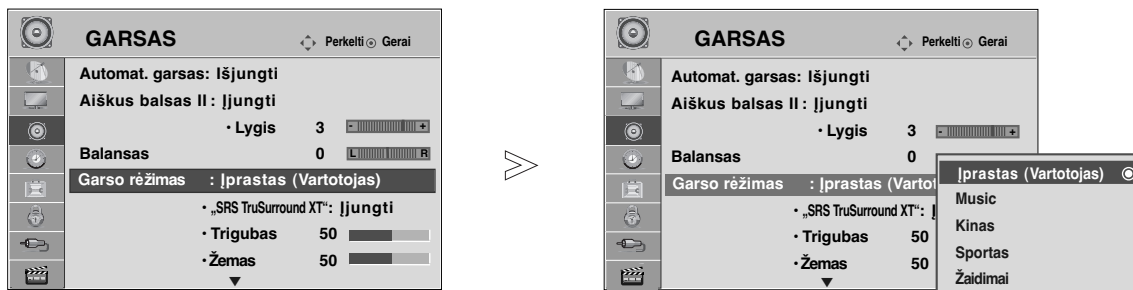 GARSAS Perkelti Gerai
Automat. garsas: Išjungti
Aiškus balsas II : Įjungti
• Lygis 3 - +
Balansas 0 L R
Garso rėžimas : Įprastas (Vartotojas)
• „SRS TruSurround XT“: Įjungti
• Trigubas 50
• Žemas 50
GARSAS Perkelti Gerai
Automat. garsas: Išjungti
Aiškus balsas II : Įjungti
• Lygis 3 - +
Balansas 0
Garso rėžimas : Įprastas (Vartot
• „SRS TruSurround XT“: Į
• Trigubas 50
• Žemas 50
Įprastas (Vartotojas)
Music
Kinas
Sportas
Žaidimai